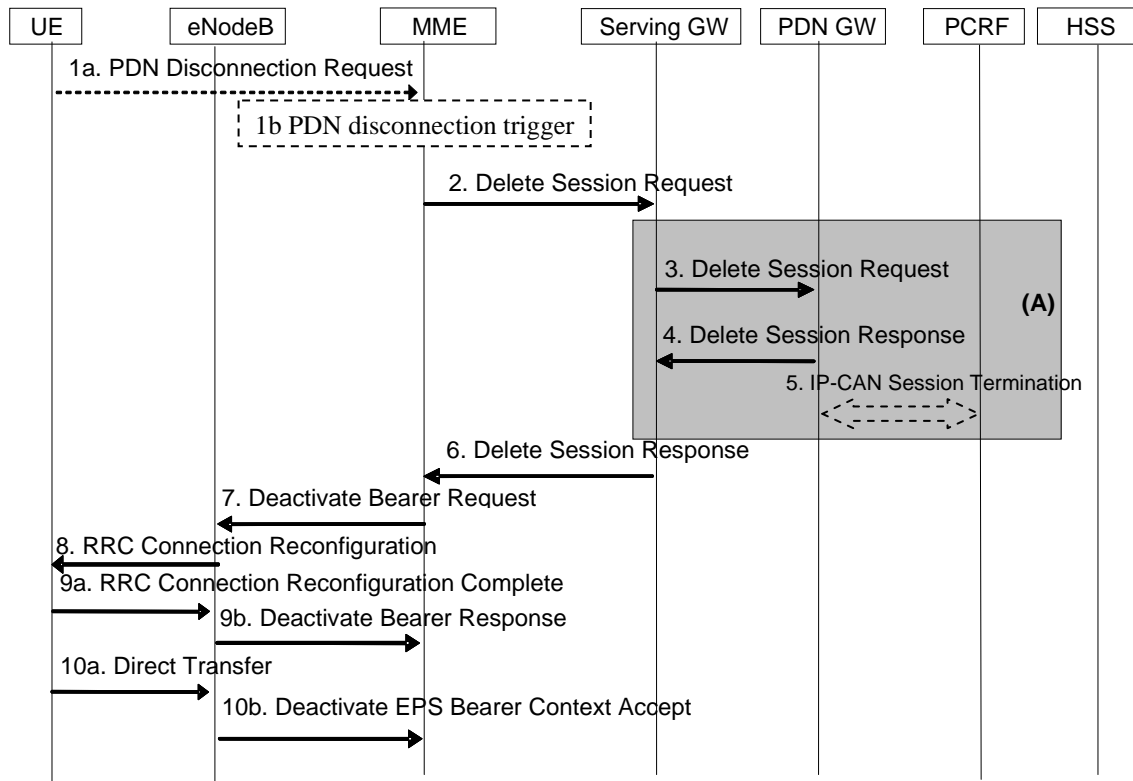 UE eNodeB MME Serving GW PDN GW PCRF HSS
1a. PDN Disconnection Request
1b PDN disconnection trigger
2. Delete Session Request
3. Delete Session Request
(A)
4. Delete Session Response
5. IP-CAN Session Termination
6. Delete Session Response
7. Deactivate Bearer Request
8. RRC Connection Reconfiguration
9a. RRC Connection Reconfiguration Complete
9b. Deactivate Bearer Response
10a. Direct Transfer
10b. Deactivate EPS Bearer Context Accept